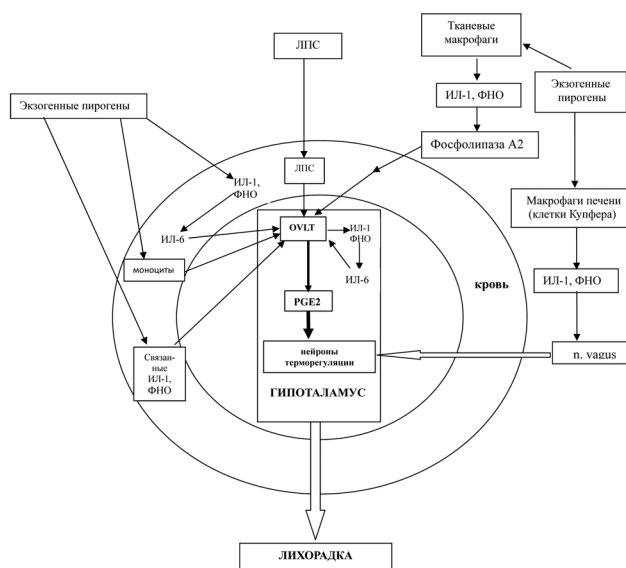 ЛПС
Тканевые
макрофаги
ИЛ-1, ФНО
Экзогенные
пирогены
Экзогенные пирогены
Фосфолипаза А2
ЛПС
ИЛ-1,
ФНО
Макрофаги печени
(клетки Купфера)
OVLT
ИЛ-1
ФНО
ИЛ-6
моноциты
ИЛ-6
кровь
ИЛ-1, ФНО
PGE2
Связан-
ные
ИЛ-1,
ФНО
нейроны
терморегуляции
n. vagus
ГИПОТАЛАМУС
ЛИХОРАДКА